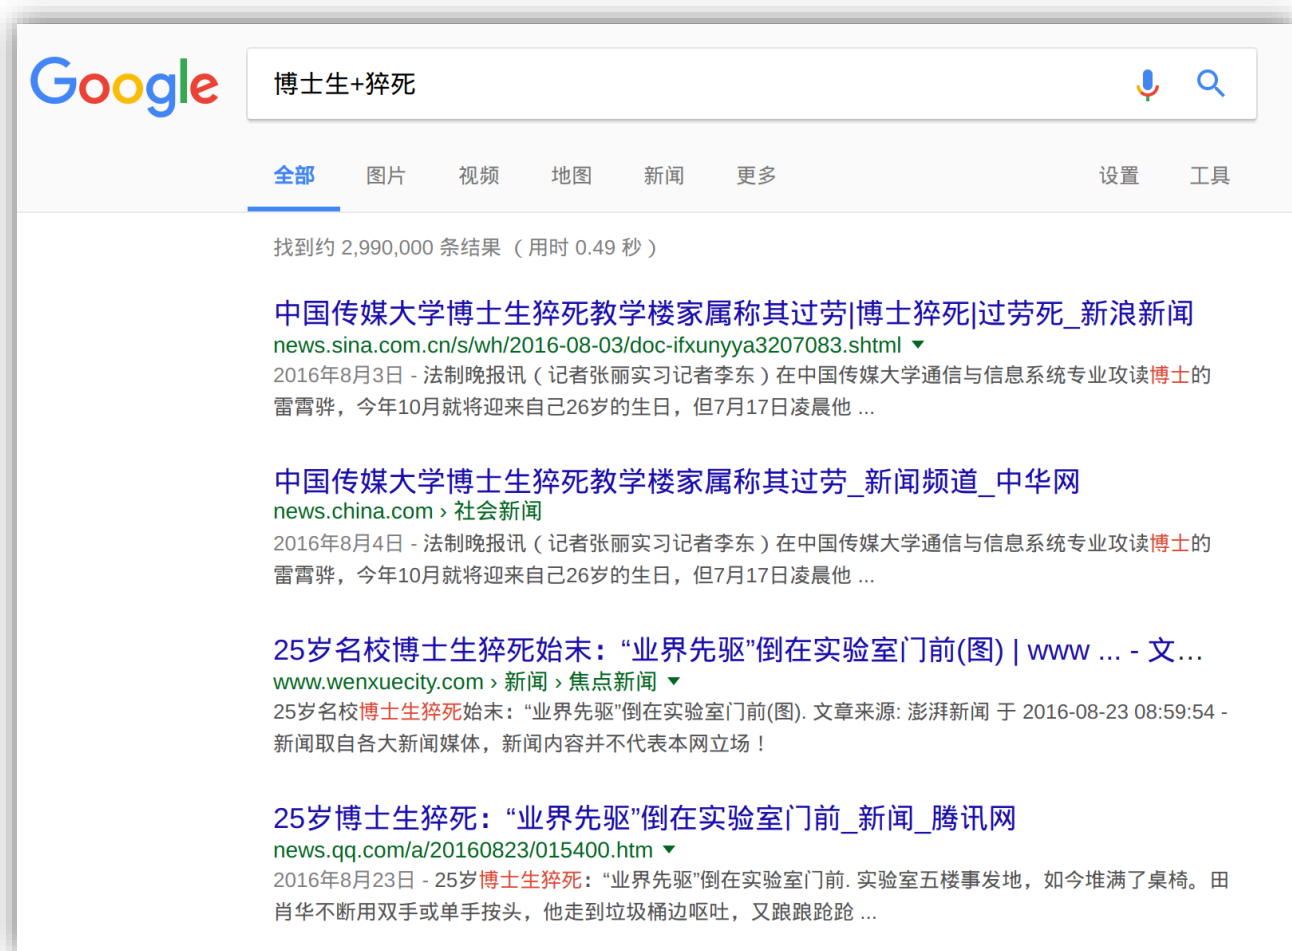 Google
博士生+猝死
全部 图片 视频 地图 新闻 更多 设置 工具
找到约 2,990,000 条结果 （用时 0.49 秒）
中国传媒大学博士生猝死教学楼家属称其过劳|博士猝死|过劳死_新浪新闻
news.sina.com.cn/s/wh/2016-08-03/doc-ifxunyya3207083.shtml
2016年8月3日 - 法制晚报讯（记者张丽实习记者李东）在中国传媒大学通信与信息系统专业攻读博士的
雷霄骅，今年10月就将迎来自己26岁的生日，但7月17日凌晨他 ...
中国传媒大学博士生猝死教学楼家属称其过劳_新闻频道_中华网
news.china.com › 社会新闻
2016年8月4日 - 法制晚报讯（记者张丽实习记者李东）在中国传媒大学通信与信息系统专业攻读博士的
雷霄骅，今年10月就将迎来自己26岁的生日，但7月17日凌晨他 ...
25岁名校博士生猝死始末：“业界先驱”倒在实验室门前(图) | www ... - 文...
www.wenxuecity.com › 新闻 › 焦点新闻
25岁名校博士生猝死始末：“业界先驱”倒在实验室门前(图). 文章来源: 澎湃新闻 于 2016-08-23 08:59:54 -
新闻取自各大新闻媒体，新闻内容并不代表本网立场！
25岁博士生猝死：“业界先驱”倒在实验室门前_新闻_腾讯网
news.qq.com/a/20160823/015400.htm
2016年8月23日 - 25岁博士生猝死：“业界先驱”倒在实验室门前. 实验室五楼事发地，如今堆满了桌椅。田
肖华不断用双手或单手按头，他走到垃圾桶边呕吐，又踉踉跄跄 ...